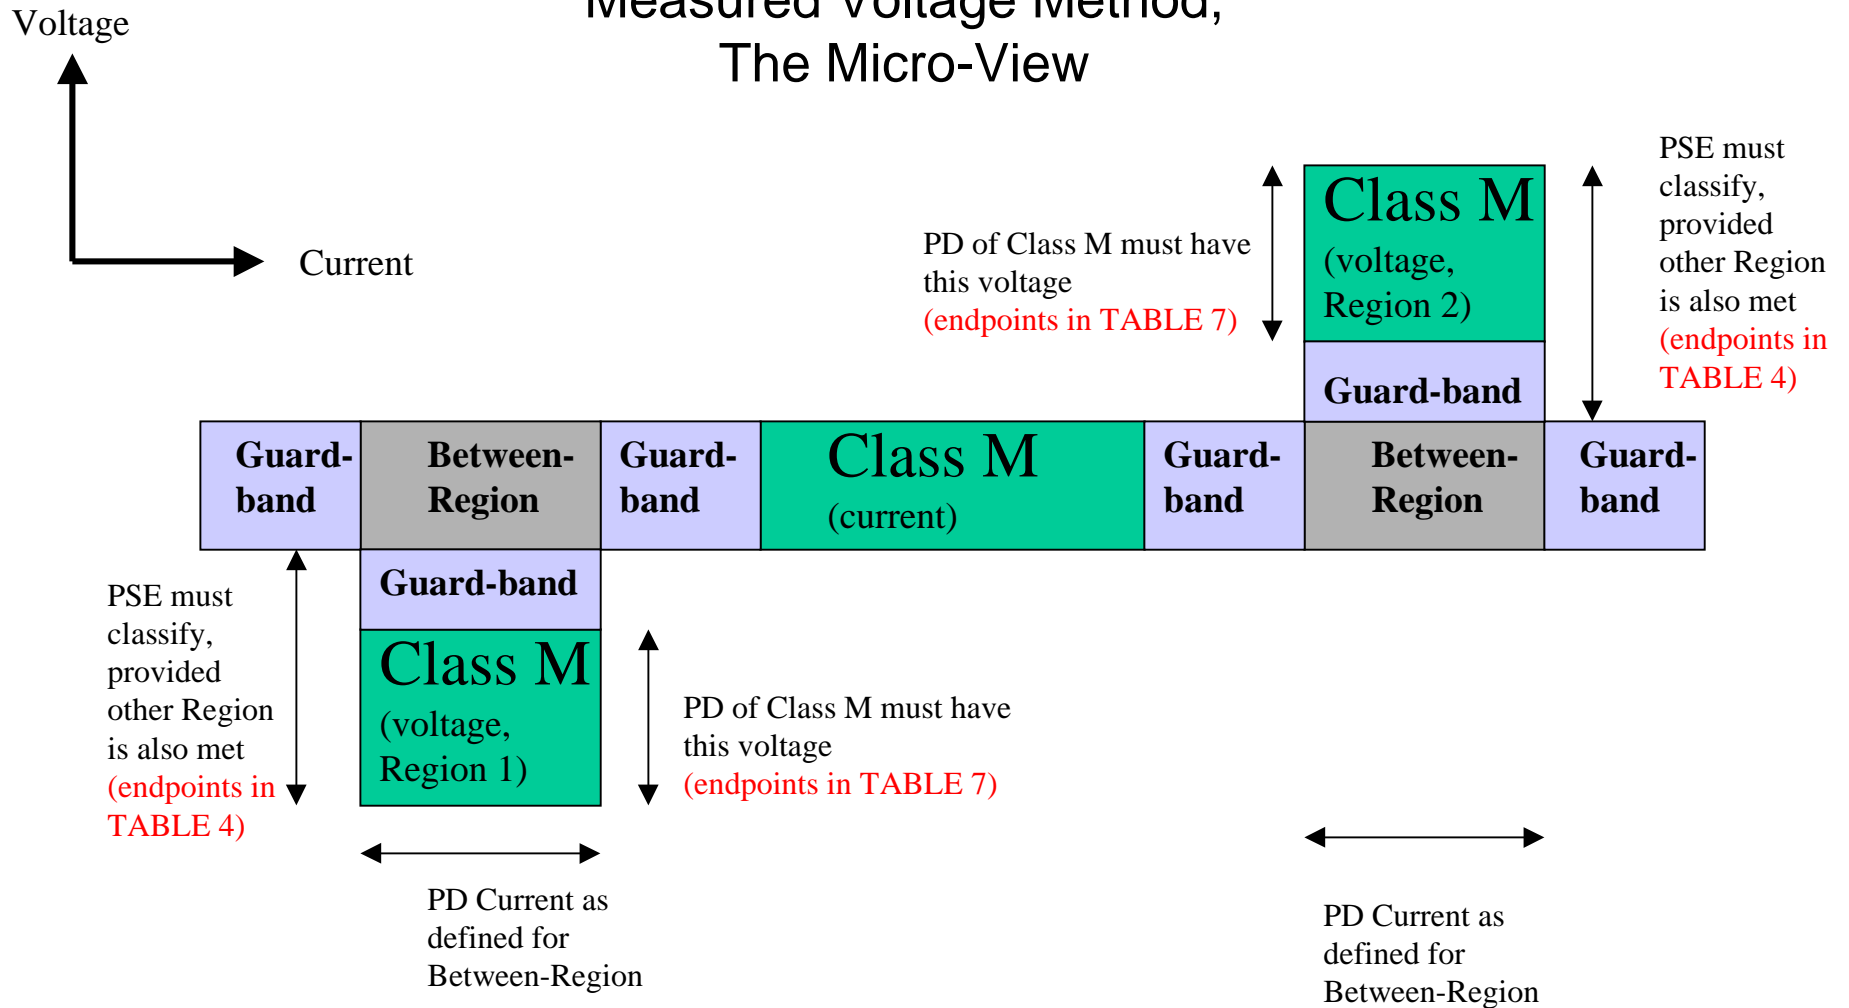 Measured Voltage Method,
The Micro-View
Voltage
Current
PD of Class M must have
this voltage
(endpoints in TABLE 7)
Class M
(voltage,
Region 2)
Guard-band
PSE must
classify,
provided
other Region
is also met
(endpoints in
TABLE 4)
Guard-
band
Between-
Region
Guard-
band
Class M
(current)
Guard-
band
Between-
Region
Guard-
band
PSE must
classify,
provided
other Region
is also met
(endpoints in
TABLE 4)
Guard-band
Class M
(voltage,
Region 1)
PD of Class M must have
this voltage
(endpoints in TABLE 7)
PD Current as
defined for
Between-Region
PD Current as
defined for
Between-Region